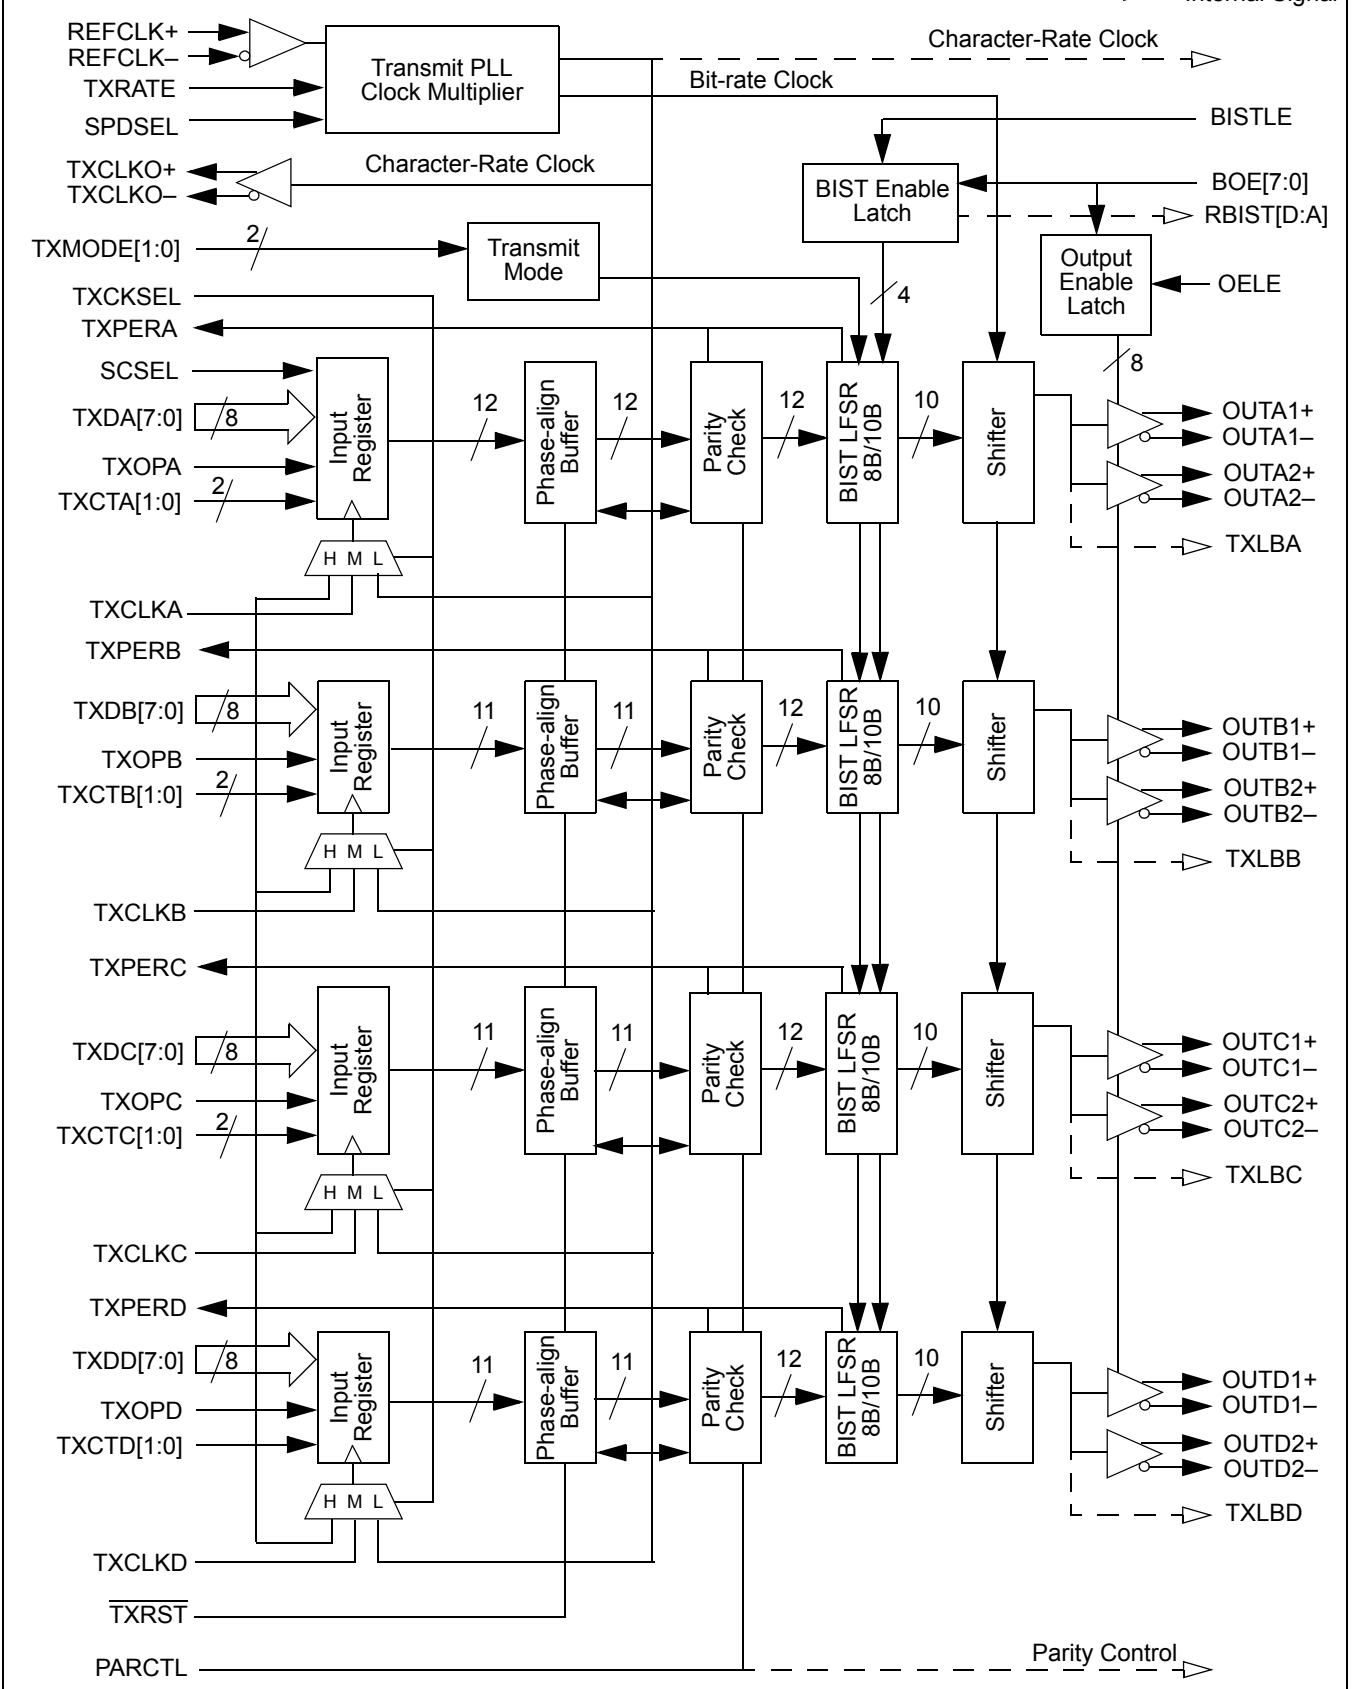 Internal Signal
REFCLK+
REFCLK–
TXRATE
SPDSEL
Transmit PLL
Clock Multiplier
Character-Rate Clock
Bit-rate Clock
BISTLE
TXCLKO+
TXCLKO–
Character-Rate Clock
BIST Enable
Latch
BOE[7:0]
RBIST[D:A]
TXMODE[1:0]
2
Transmit
Mode
Output
Enable
Latch
OELE
TXCKSEL
4
TXPERA
8
SCSEL
TXDA[7:0]
8
TXOPA
TXCTA[1:0]
2
Input
Register
12
Phase-align
Buffer
12
Parity
Check
12
BIST LFSR
8B/10B
10
Shifter
OUTA1+
OUTA1–
OUTA2+
OUTA2–
TXLBA
H M L
TXCLKA
TXPERB
TXDB[7:0]
8
TXOPB
TXCTB[1:0]
2
Input
Register
11
Phase-align
Buffer
11
Parity
Check
12
BIST LFSR
8B/10B
10
Shifter
OUTB1+
OUTB1–
OUTB2+
OUTB2–
TXLBB
H M L
TXCLKB
TXPERC
TXDC[7:0]
8
TXOPC
TXCTC[1:0]
2
Input
Register
11
Phase-align
Buffer
11
Parity
Check
12
BIST LFSR
8B/10B
10
Shifter
OUTC1+
OUTC1–
OUTC2+
OUTC2–
TXLBC
H M L
TXCLKC
TXPERD
TXDD[7:0]
8
TXOPD
TXCTD[1:0]
Input
Register
11
Phase-align
Buffer
11
Parity
Check
12
BIST LFSR
8B/10B
10
Shifter
OUTD1+
OUTD1–
OUTD2+
OUTD2–
TXLBD
H M L
TXCLKD
TXRST
PARCTL
Parity Control